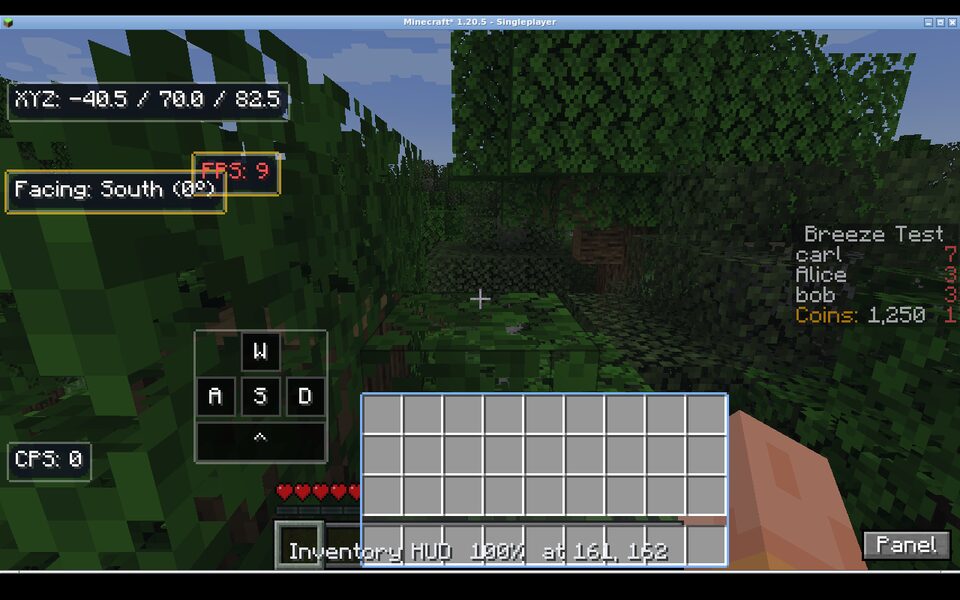 Minecraft* 1.20.5 - Singleplayer
XYZ: -40.5 / 70.0 / 82.5
FPS: 9
Facing: South (0°)
Breeze Test
carl 7
Alice 3
bob 3
Coins: 1,250 1
W
A S D
^
CPS: 0
Inventory HUD 100% at 161, 162
Panel